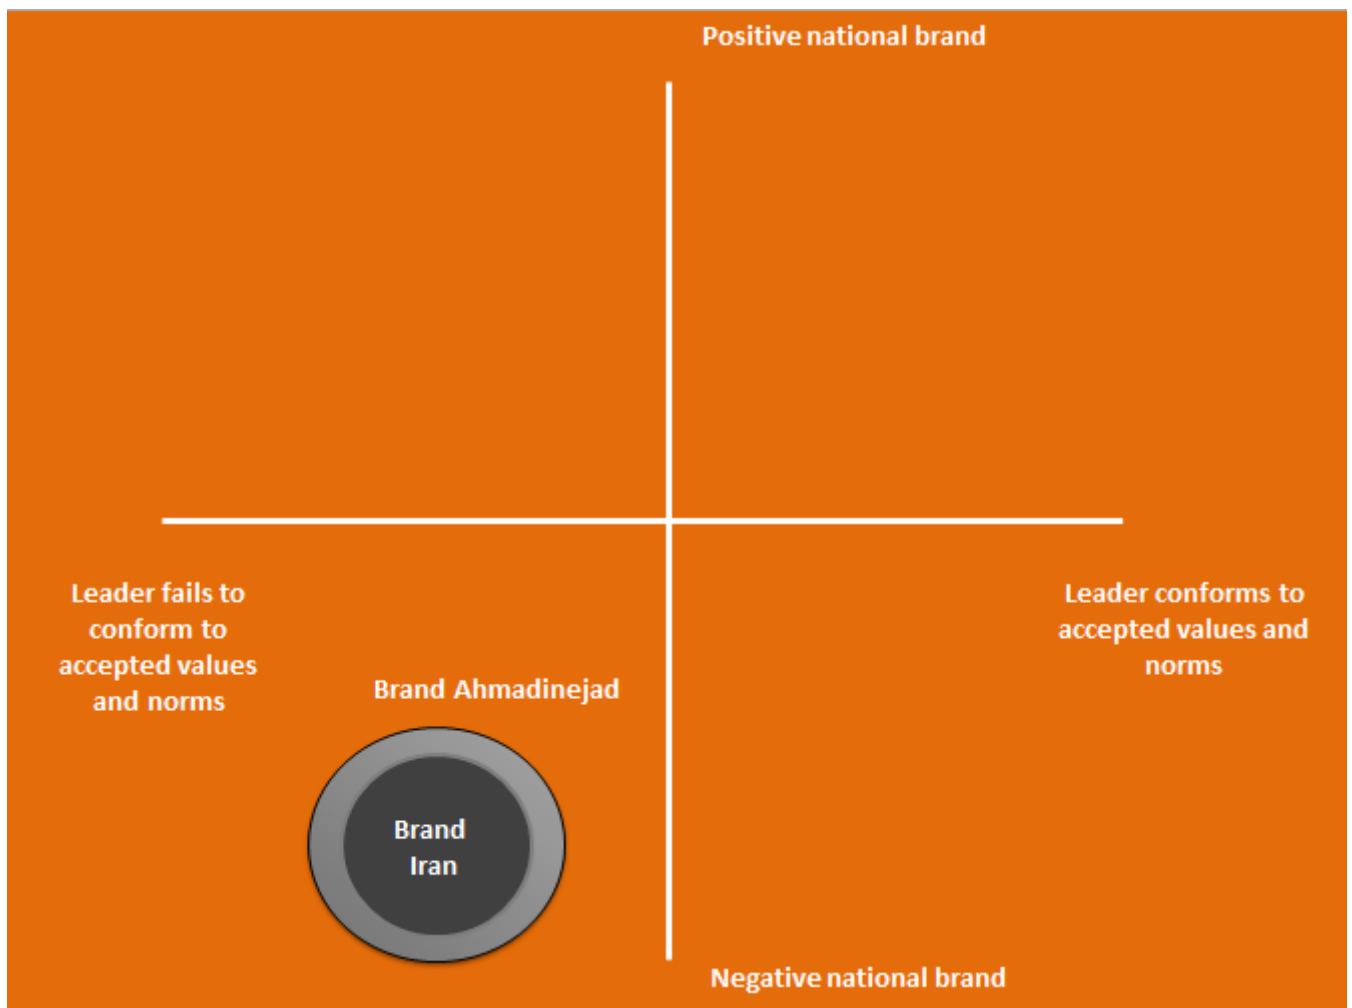 Positive national brand
Leader fails to
conform to
accepted values
and norms
Leader conforms to
accepted values and
norms
Brand Ahmadinejad
Brand
Iran
Negative national brand